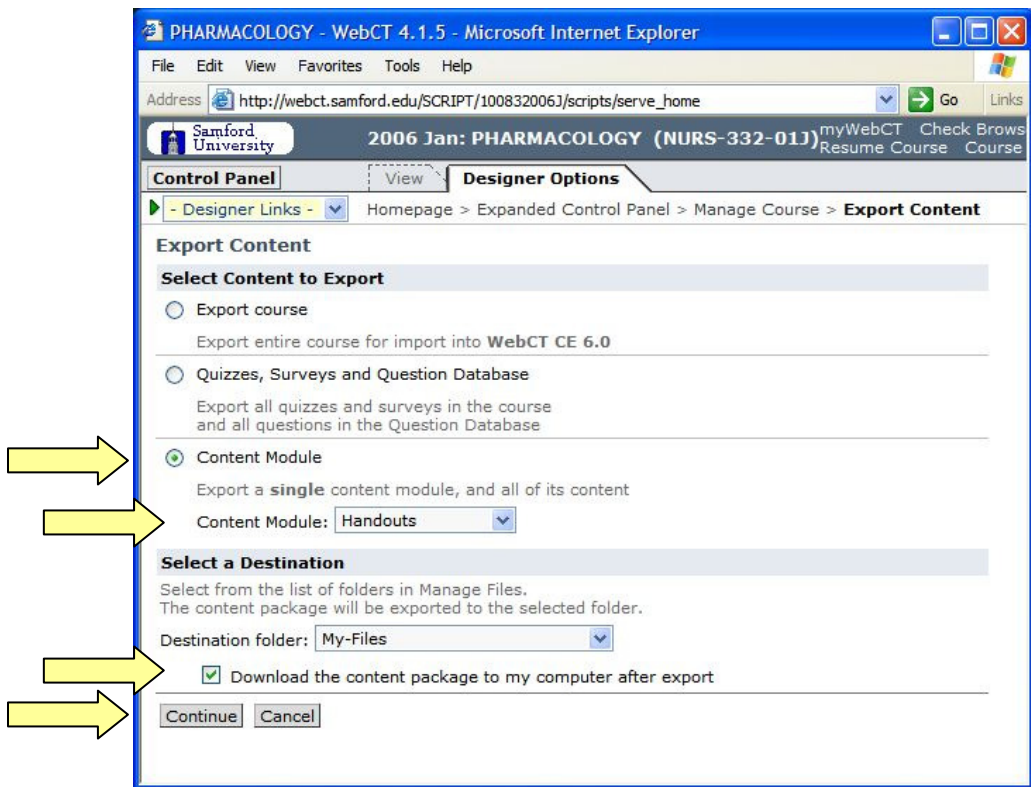 PHARMACOLOGY - WebCT 4.1.5 - Microsoft Internet Explorer
File Edit View Favorites Tools Help
Address http://webct.samford.edu/SCRIPT/100832006J/scripts/serve_home Go Links
Samford University 2006 Jan: PHARMACOLOGY (NURS-332-01J) myWebCT Check Brows
Resume Course Course
Control Panel View Designer Options
- Designer Links - Homepage > Expanded Control Panel > Manage Course > Export Content
Export Content
Select Content to Export
Export course
Export entire course for import into WebCT CE 6.0
Quizzes, Surveys and Question Database
Export all quizzes and surveys in the course
and all questions in the Question Database
Content Module
Export a single content module, and all of its content
Content Module: Handouts
Select a Destination
Select from the list of folders in Manage Files.
The content package will be exported to the selected folder.
Destination folder: My-Files
Download the content package to my computer after export
Continue Cancel